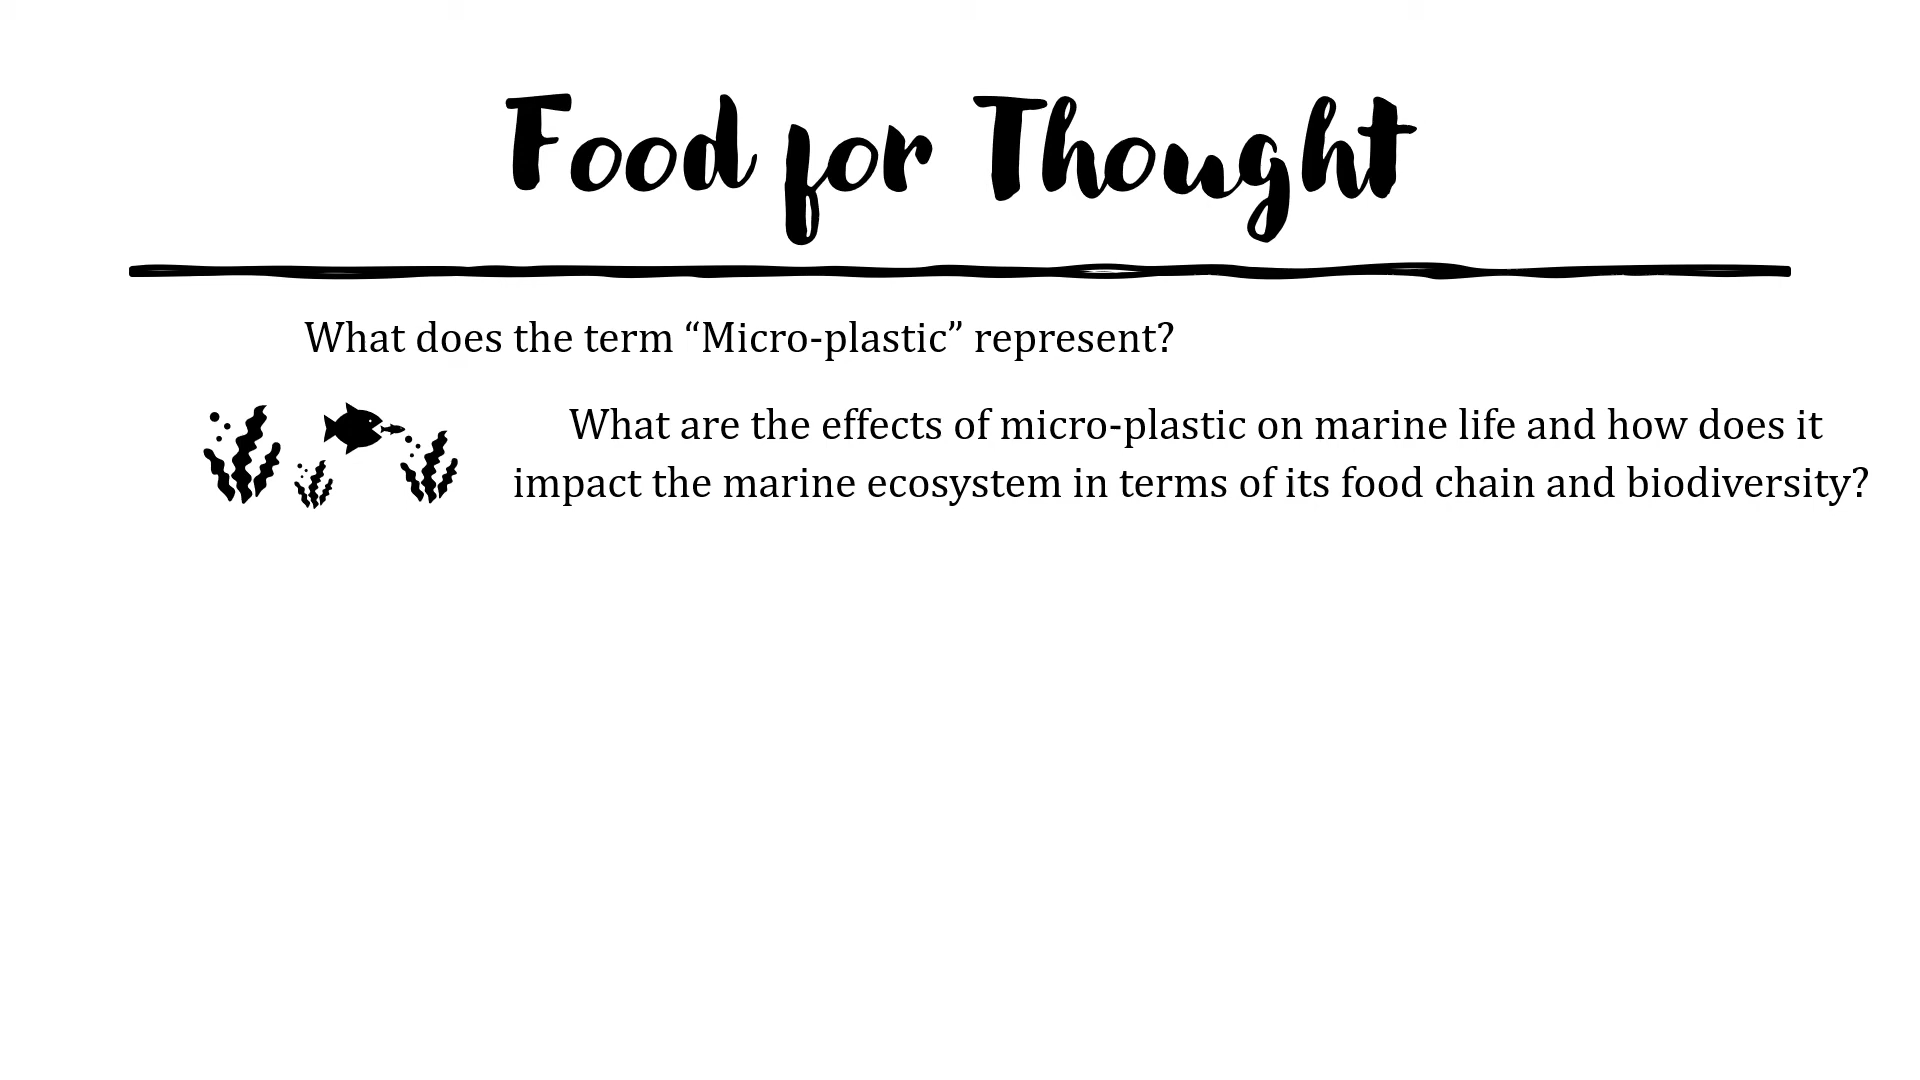 Food for Thought
What does the term “Micro-plastic” represent?
What are the effects of micro-plastic on marine life and how does it
impact the marine ecosystem in terms of its food chain and biodiversity?